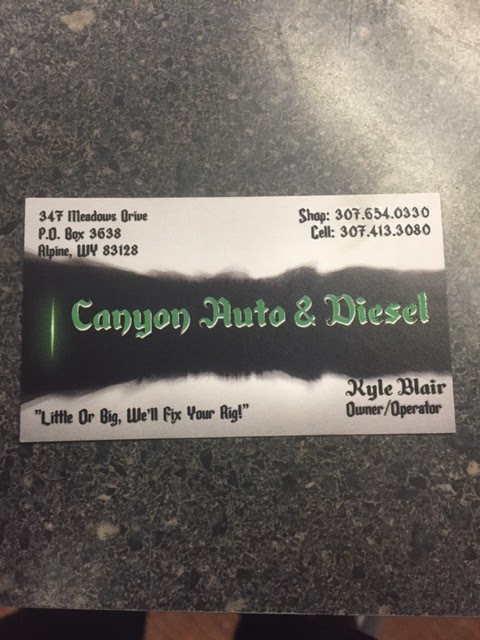 347 Meadows Drive
P.O. Box 3638
Alpine, WY 83128
Shop: 307.654.0330
Cell: 307.413.3080
Canyon Auto & Diesel
Kyle Blair
Owner/Operator
"Little Or Big, We'll Fix Your Rig!"